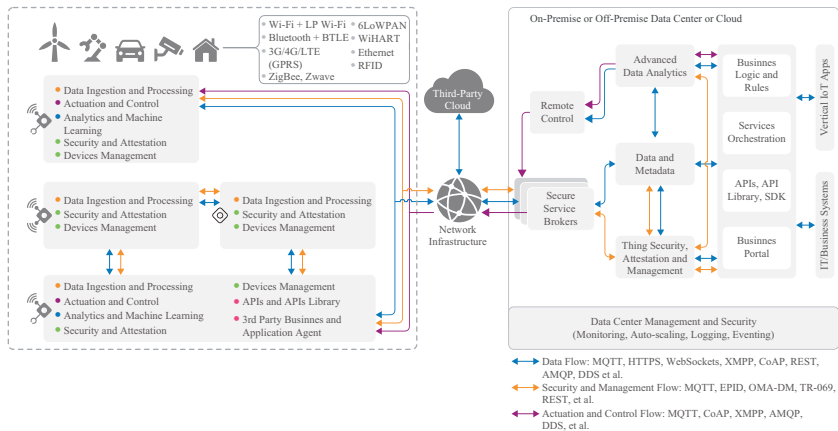 Wi-Fi + LP Wi-Fi
Bluetooth + BTLE
3G/4G/LTE
(GPRS)
ZigBee, Zwave
6LoWPAN
WiHART
Ethernet
RFID
Data Ingestion and Processing
Actuation and Control
Analytics and Machine
Learning
Security and Attestation
Devices Management
Data Ingestion and Processing
Security and Attestation
Devices Management
Data Ingestion and Processing
Security and Attestation
Devices Management
Data Ingestion and Processing
Actuation and Control
Analytics and Machine Learning
Security and Attestation
Devices Management
APIs and APIs Library
3rd Party Businnes and
Application Agent
Third-Party
Cloud
Network
Infrastructure
On-Premise or Off-Premise Data Center or Cloud
Remote
Control
Secure
Service
Brokers
Advanced
Data Analytics
Data and
Metadata
Thing Security,
Attestation and
Management
Businnes
Logic and
Rules
Services
Orchestration
APIs, API
Library, SDK
Businnes
Portal
Vertical IoT Apps
IT/Business Systems
Data Center Management and Security
(Monitoring, Auto-scaling, Logging, Eventing)
Data Flow: MQTT, HTTPS, WebSockets, XMPP, CoAP, REST,
AMQP, DDS et al.
Security and Management Flow: MQTT, EPID, OMA-DM, TR-069,
REST, et al.
Actuation and Control Flow: MQTT, CoAP, XMPP, AMQP,
DDS, et al.